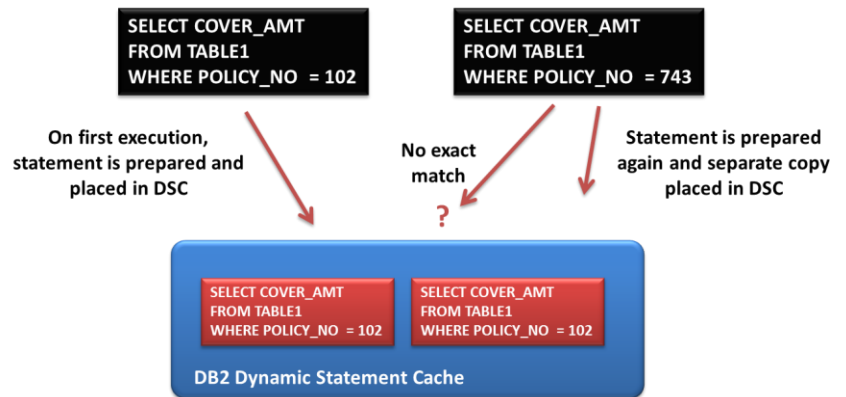 SELECT COVER_AMT
FROM TABLE1
WHERE POLICY_NO  = 102
SELECT COVER_AMT
FROM TABLE1
WHERE POLICY_NO  = 743
On first execution,
statement is prepared and
placed in DSC
No exact
match
?
Statement is prepared
again and separate copy
placed in DSC
SELECT COVER_AMT
FROM TABLE1
WHERE POLICY_NO  = 102
SELECT COVER_AMT
FROM TABLE1
WHERE POLICY_NO  = 102
DB2 Dynamic Statement Cache